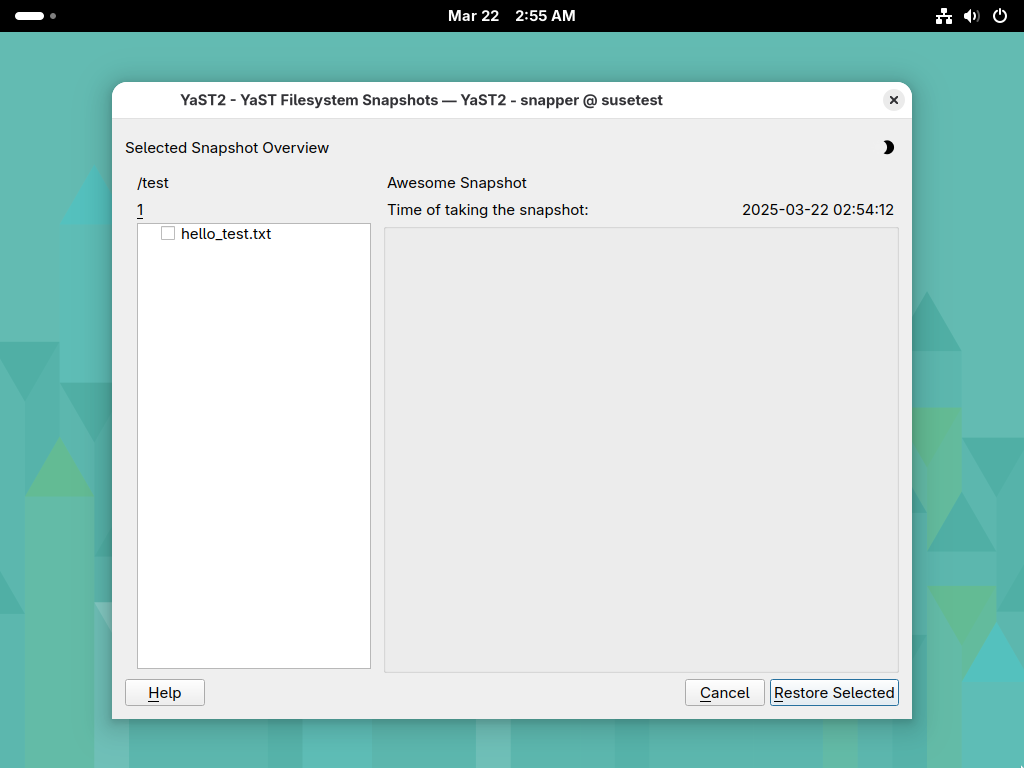 Mar 22 2:55 AM
YaST2 - YaST Filesystem Snapshots — YaST2 - snapper @ susetest
Selected Snapshot Overview
/test
Awesome Snapshot
1
Time of taking the snapshot: 2025-03-22 02:54:12
hello_test.txt
Help
Cancel
Restore Selected